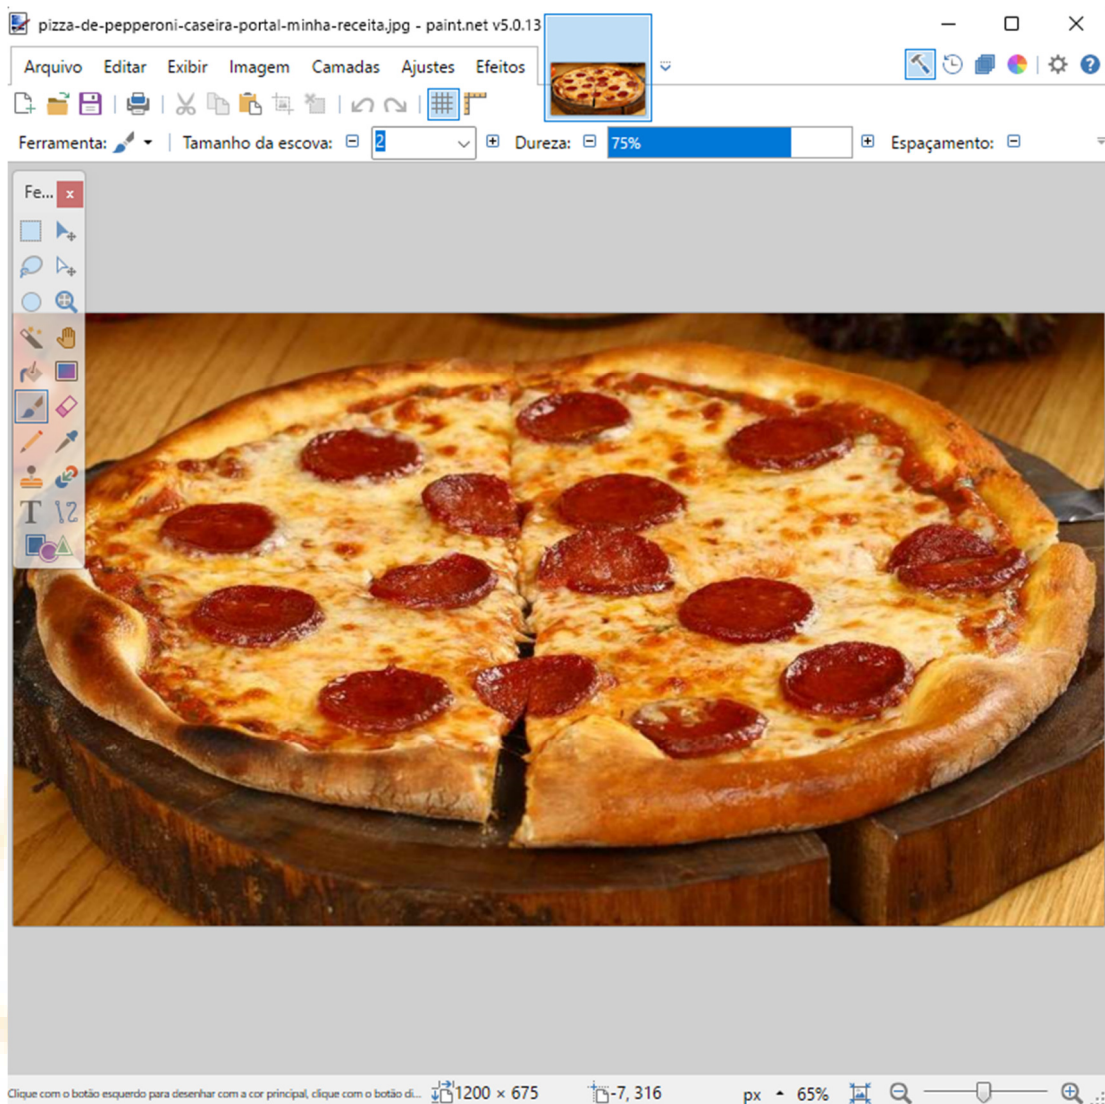 pizza-de-pepperoni-caseira-portal-minha-receita.jpg - paint.net v5.0.13
Arquivo Editar Exibir Imagem Camadas Ajustes Efeitos
Ferramenta: Tamanho da escova: 2 Dureza: 75% Espaçamento:
Fe... x
T
Clique com o botão esquerdo para desenhar com a cor principal, clique com o botão di... 1200 × 675 -7, 316 px 65%